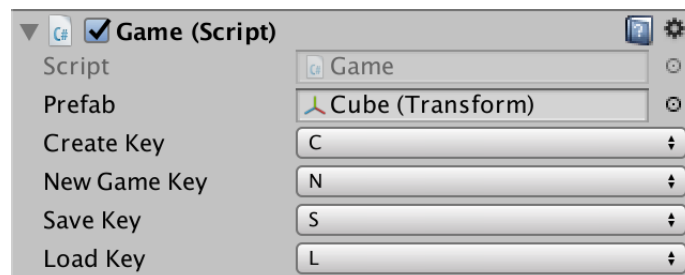 Game (Script)
Script C# Game
Prefab Cube (Transform)
Create Key C
New Game Key N
Save Key S
Load Key L